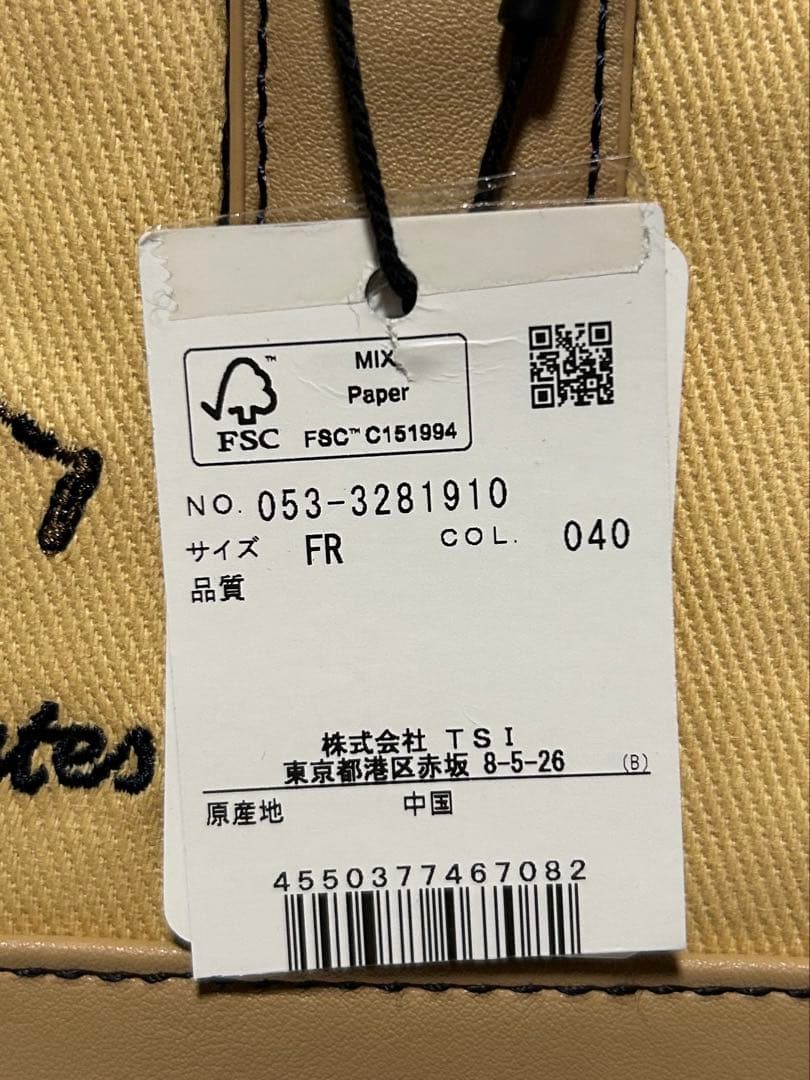 MIX
Paper
FSC™ C151994
FSC
NO. 053-3281910
サイズ FR COL. 040
品質
株式会社 TSI
東京都港区赤坂 8-5-26 (B)
原産地 中国
4550377467082